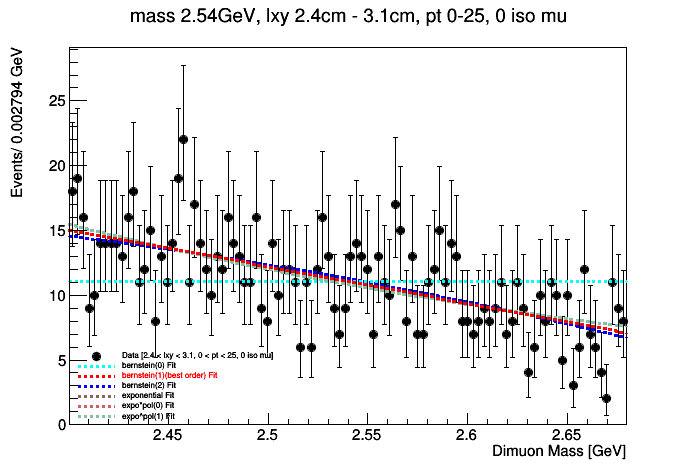 mass 2.54GeV, lxy 2.4cm - 3.1cm, pt 0-25, 0 iso mu
Events/ 0.002794 GeV
25
20
15
10
5
0
Data [2.4 < lxy < 3.1, 0 < pt < 25, 0 iso mu]
bernstein(0) Fit
bernstein(1)(best order) Fit
bernstein(2) Fit
exponential Fit
expo*pol(0) Fit
expo*pol(1) Fit
2.45 2.5 2.55 2.6 2.65
Dimuon Mass [GeV]